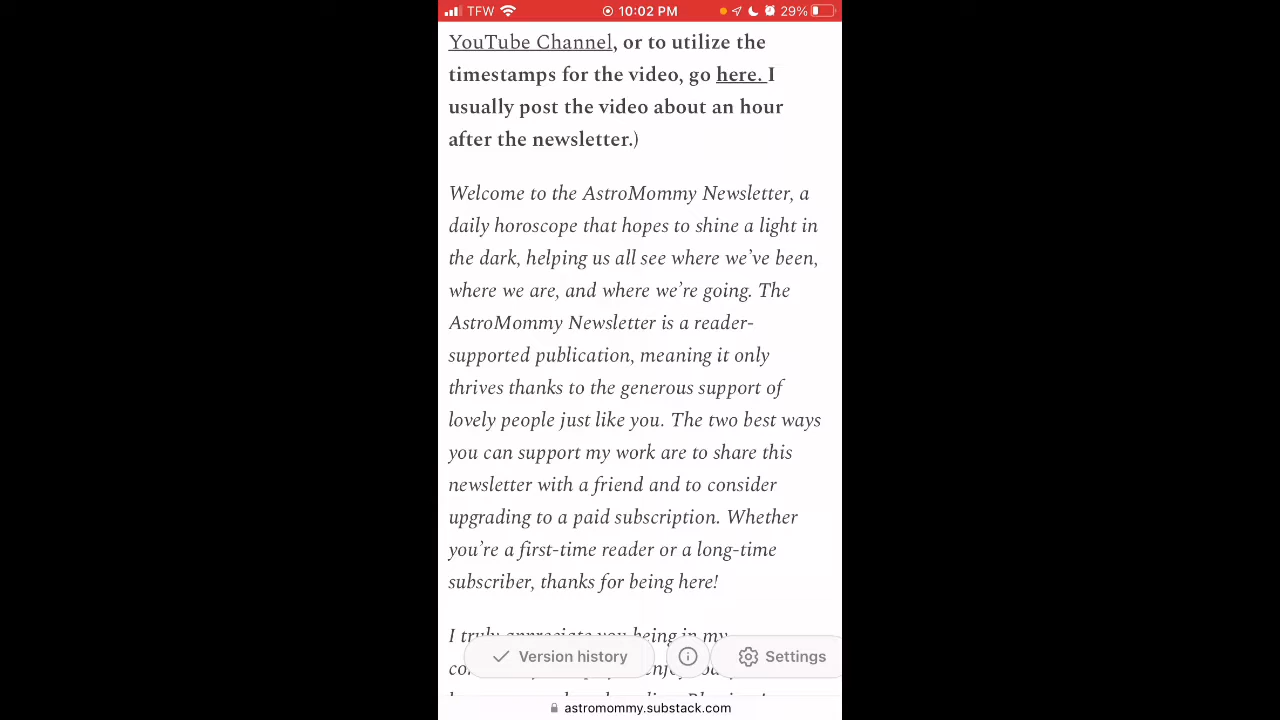 TFW 10:02 PM 29%
YouTube Channel, or to utilize the
timestamps for the video, go here. I
usually post the video about an hour
after the newsletter.)
Welcome to the AstroMommy Newsletter, a
daily horoscope that hopes to shine a light in
the dark, helping us all see where we’ve been,
where we are, and where we’re going. The
AstroMommy Newsletter is a reader-
supported publication, meaning it only
thrives thanks to the generous support of
lovely people just like you. The two best ways
you can support my work are to share this
newsletter with a friend and to consider
upgrading to a paid subscription. Whether
you’re a first-time reader or a long-time
subscriber, thanks for being here!
I truly appreciate you being in my
Version history Settings
astromommy.substack.com